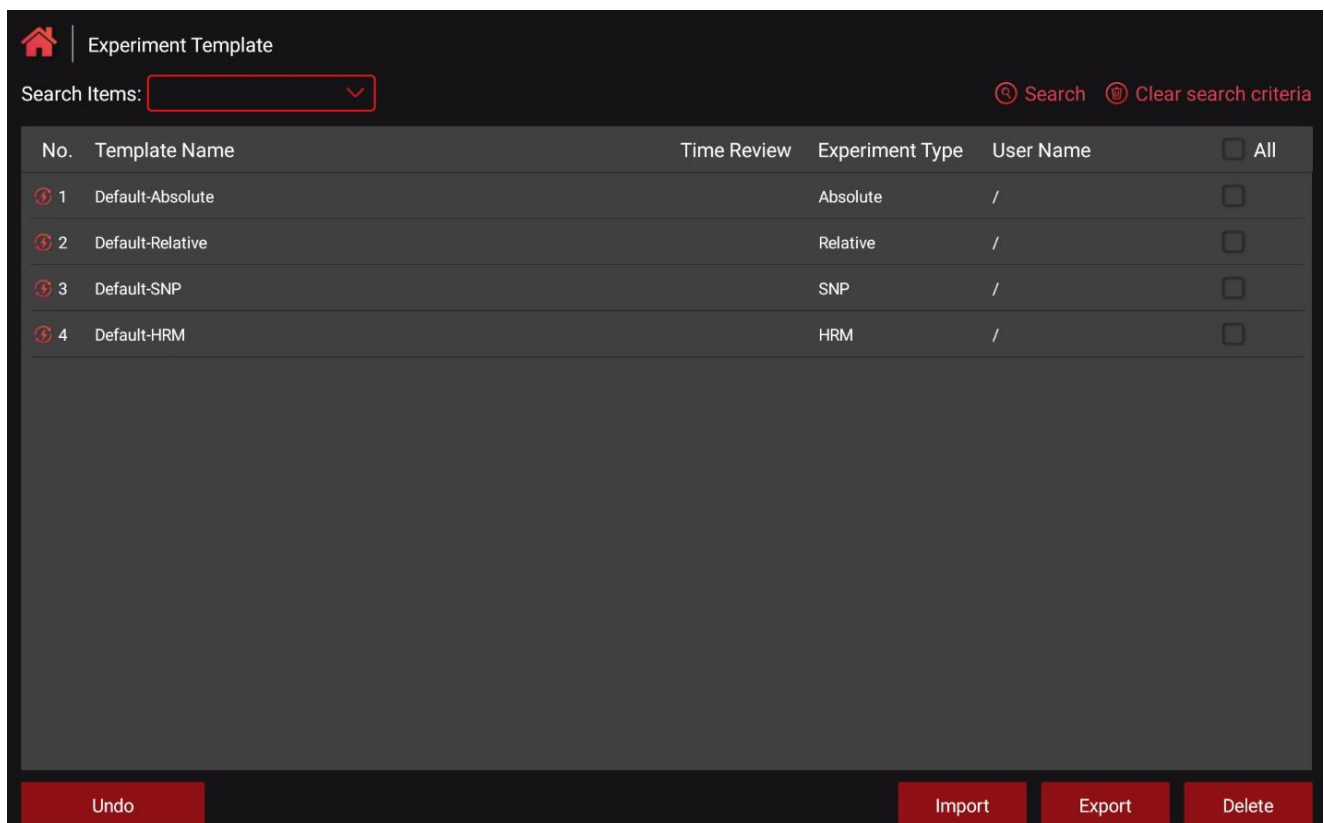 Experiment Template
Search Items: Search Clear search criteria
No. Template Name Time Review Experiment Type User Name All
1 Default-Absolute Absolute /
2 Default-Relative Relative /
3 Default-SNP SNP /
4 Default-HRM HRM /
Undo Import Export Delete